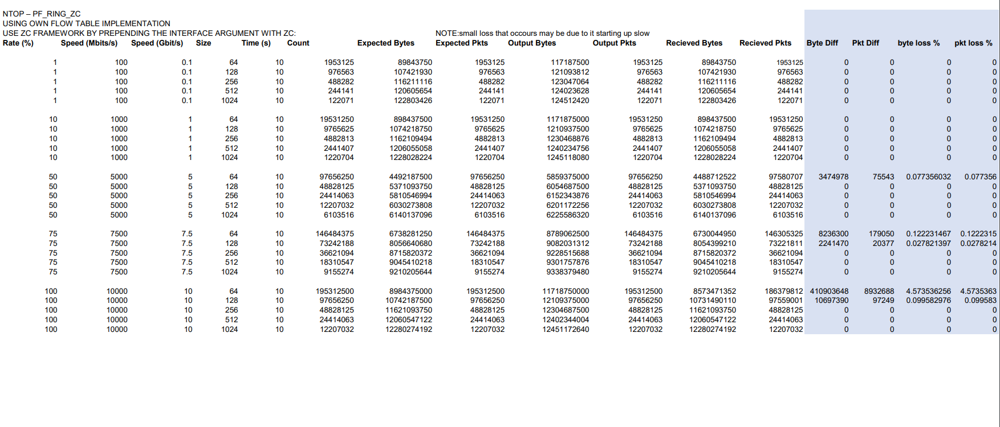 NTOP – PF_RING_ZC
USING OWN FLOW TABLE IMPLEMENTATION
USE ZC FRAMEWORK BY PREPENDING THE INTERFACE ARGUMENT WITH ZC: NOTE:small loss that occours may be due to it starting up slow
Rate (%) Speed (Mbits/s) Speed (Gbit/s) Size Time (s) Count Expected Bytes Expected Pkts Output Bytes Output Pkts Recieved Bytes Recieved Pkts Byte Diff Pkt Diff byte loss % pkt loss %
1 100 0.1 64 10 1953125 89843750 1953125 117187500 1953125 89843750 1953125 0 0 0 0
1 100 0.1 128 10 976563 107421930 976563 121093812 976563 107421930 976563 0 0 0 0
1 100 0.1 256 10 488282 116211116 488282 123047064 488282 116211116 488282 0 0 0 0
1 100 0.1 512 10 244141 120605654 244141 124023628 244141 120605654 244141 0 0 0 0
1 100 0.1 1024 10 122071 122803426 122071 124512420 122071 122803426 122071 0 0 0 0
10 1000 1 64 10 19531250 898437500 19531250 1171875000 19531250 898437500 19531250 0 0 0 0
10 1000 1 128 10 9765625 1074218750 9765625 1210937500 9765625 1074218750 9765625 0 0 0 0
10 1000 1 256 10 4882813 1162109494 4882813 1230468876 4882813 1162109494 4882813 0 0 0 0
10 1000 1 512 10 2441407 1206055058 2441407 1240234756 2441407 1206055058 2441407 0 0 0 0
10 1000 1 1024 10 1220704 1228028224 1220704 1245118080 1220704 1228028224 1220704 0 0 0 0
50 5000 5 64 10 97656250 4492187500 97656250 5859375000 97656250 4488712522 97580707 3474978 75543 0.077356032 0.077356
50 5000 5 128 10 48828125 5371093750 48828125 6054687500 48828125 5371093750 48828125 0 0 0 0
50 5000 5 256 10 24414063 5810546994 24414063 6152343876 24414063 5810546994 24414063 0 0 0 0
50 5000 5 512 10 12207032 6030273808 12207032 6201172256 12207032 6030273808 12207032 0 0 0 0
50 5000 5 1024 10 6103516 6140137096 6103516 6225586320 6103516 6140137096 6103516 0 0 0 0
75 7500 7.5 64 10 146484375 6738281250 146484375 8789062500 146484375 6730044950 146305325 8236300 179050 0.122231467 0.1222315
75 7500 7.5 128 10 73242188 8056640680 73242188 9082031312 73242188 8054399210 73221811 2241470 20377 0.027821397 0.0278214
75 7500 7.5 256 10 36621094 8715820372 36621094 9228515688 36621094 8715820372 36621094 0 0 0 0
75 7500 7.5 512 10 18310547 9045410218 18310547 9301757876 18310547 9045410218 18310547 0 0 0 0
75 7500 7.5 1024 10 9155274 9210205644 9155274 9338379480 9155274 9210205644 9155274 0 0 0 0
100 10000 10 64 10 195312500 8984375000 195312500 11718750000 195312500 8573471352 186379812 410903648 8932688 4.573536256 4.5735363
100 10000 10 128 10 97656250 10742187500 97656250 12109375000 97656250 10731490110 97559001 10697390 97249 0.099582976 0.099583
100 10000 10 256 10 48828125 11621093750 48828125 12304687500 48828125 11621093750 48828125 0 0 0 0
100 10000 10 512 10 24414063 12060547122 24414063 12402344004 24414063 12060547122 24414063 0 0 0 0
100 10000 10 1024 10 12207032 12280274192 12207032 12451172640 12207032 12280274192 12207032 0 0 0 0